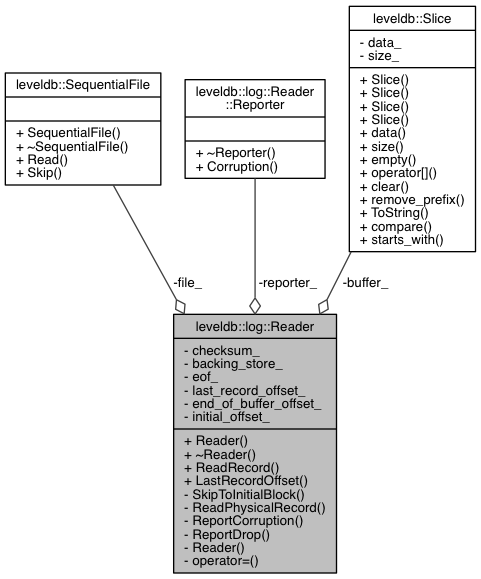 leveldb::Slice
- data_
- size_
+ Slice()
+ Slice()
+ Slice()
+ Slice()
+ data()
+ size()
+ empty()
+ operator[]()
+ clear()
+ remove_prefix()
+ ToString()
+ compare()
+ starts_with()
leveldb::SequentialFile
+ SequentialFile()
+ ~SequentialFile()
+ Read()
+ Skip()
leveldb::log::Reader
::Reporter
+ ~Reporter()
+ Corruption()
-file_
-reporter_
-buffer_
leveldb::log::Reader
- checksum_
- backing_store_
- eof_
- last_record_offset_
- end_of_buffer_offset_
- initial_offset_
+ Reader()
+ ~Reader()
+ ReadRecord()
+ LastRecordOffset()
- SkipToInitialBlock()
- ReadPhysicalRecord()
- ReportCorruption()
- ReportDrop()
- Reader()
- operator=()